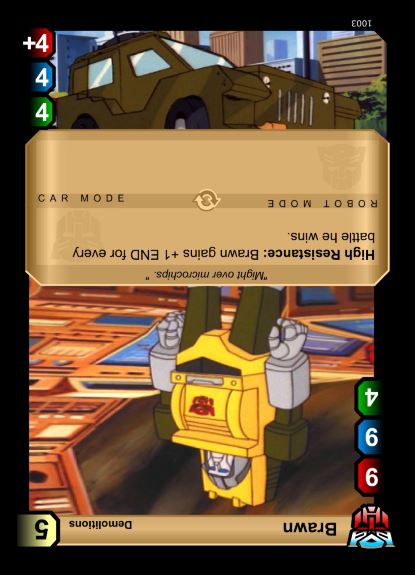 +4
4
4
CAR MODE
Brawn
Demolitions
5
6
6
4
"Might over microchips. "
High Resistance: Brawn gains +1 END for every
battle he wins.
ROBOT MODE
1003